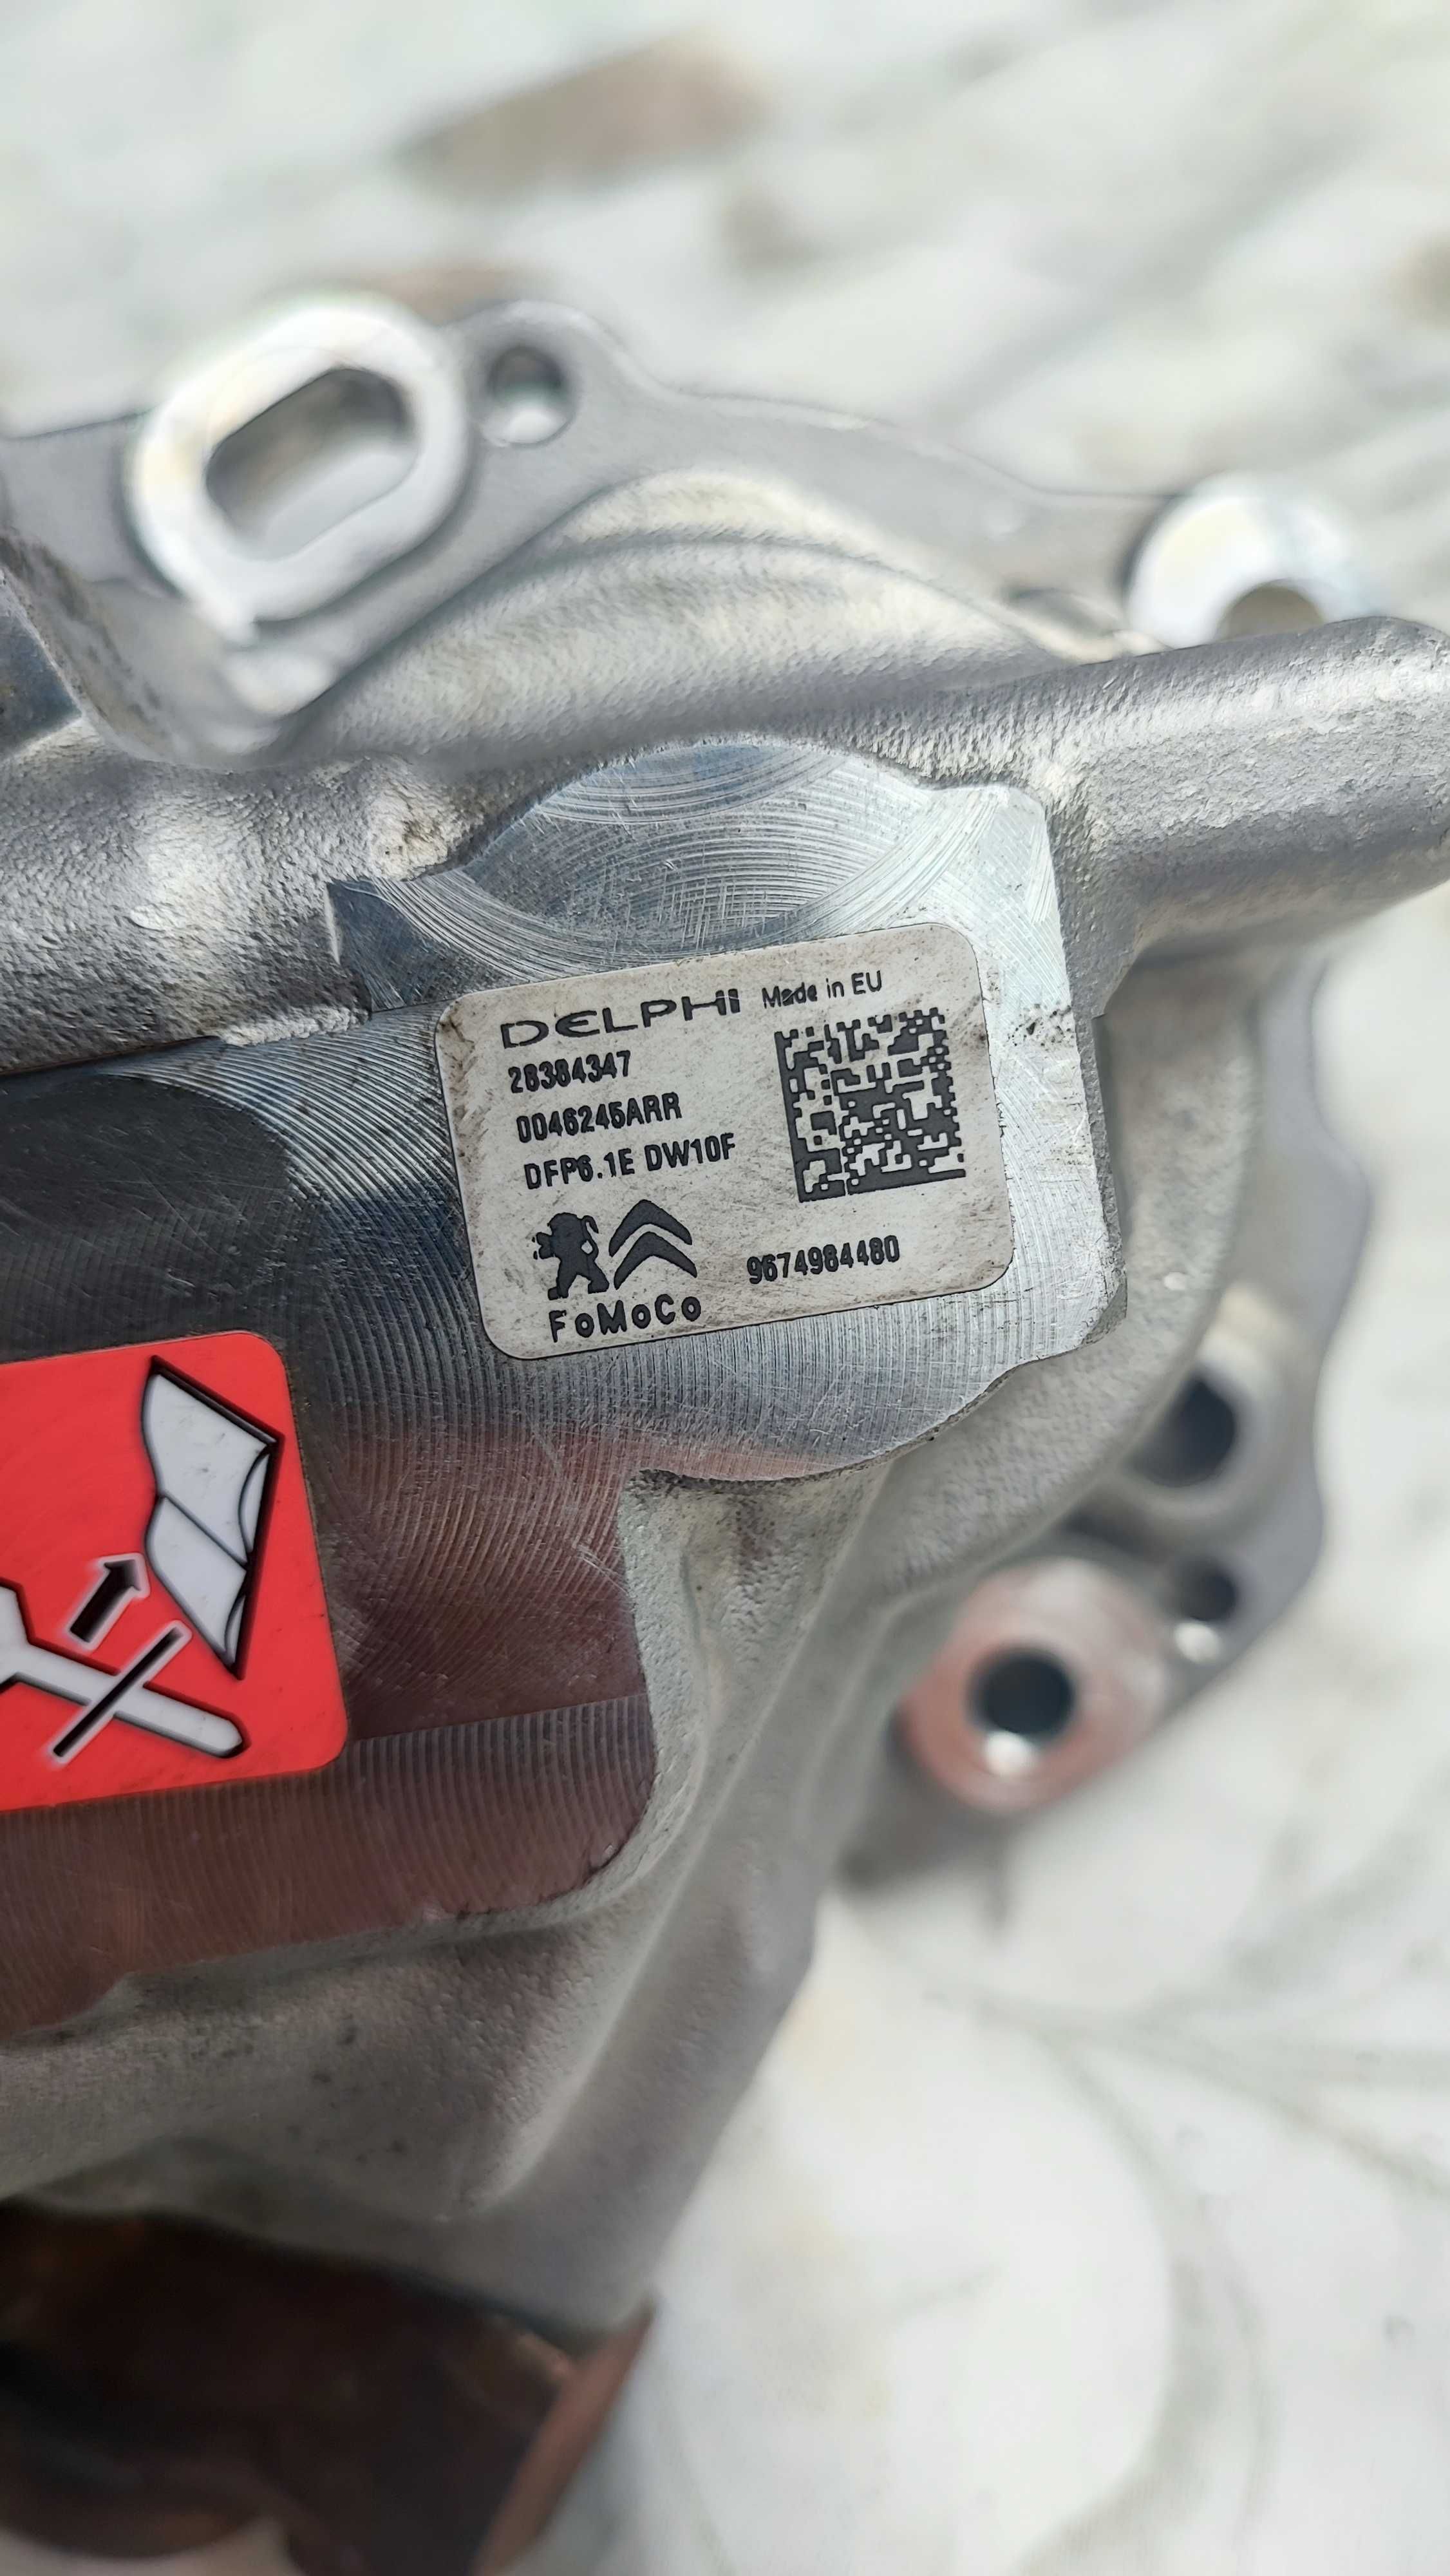 DELPHI Made in EU
28384347
0046245ARR
DFP6.1E DW10F
9674984480
FoMoCo